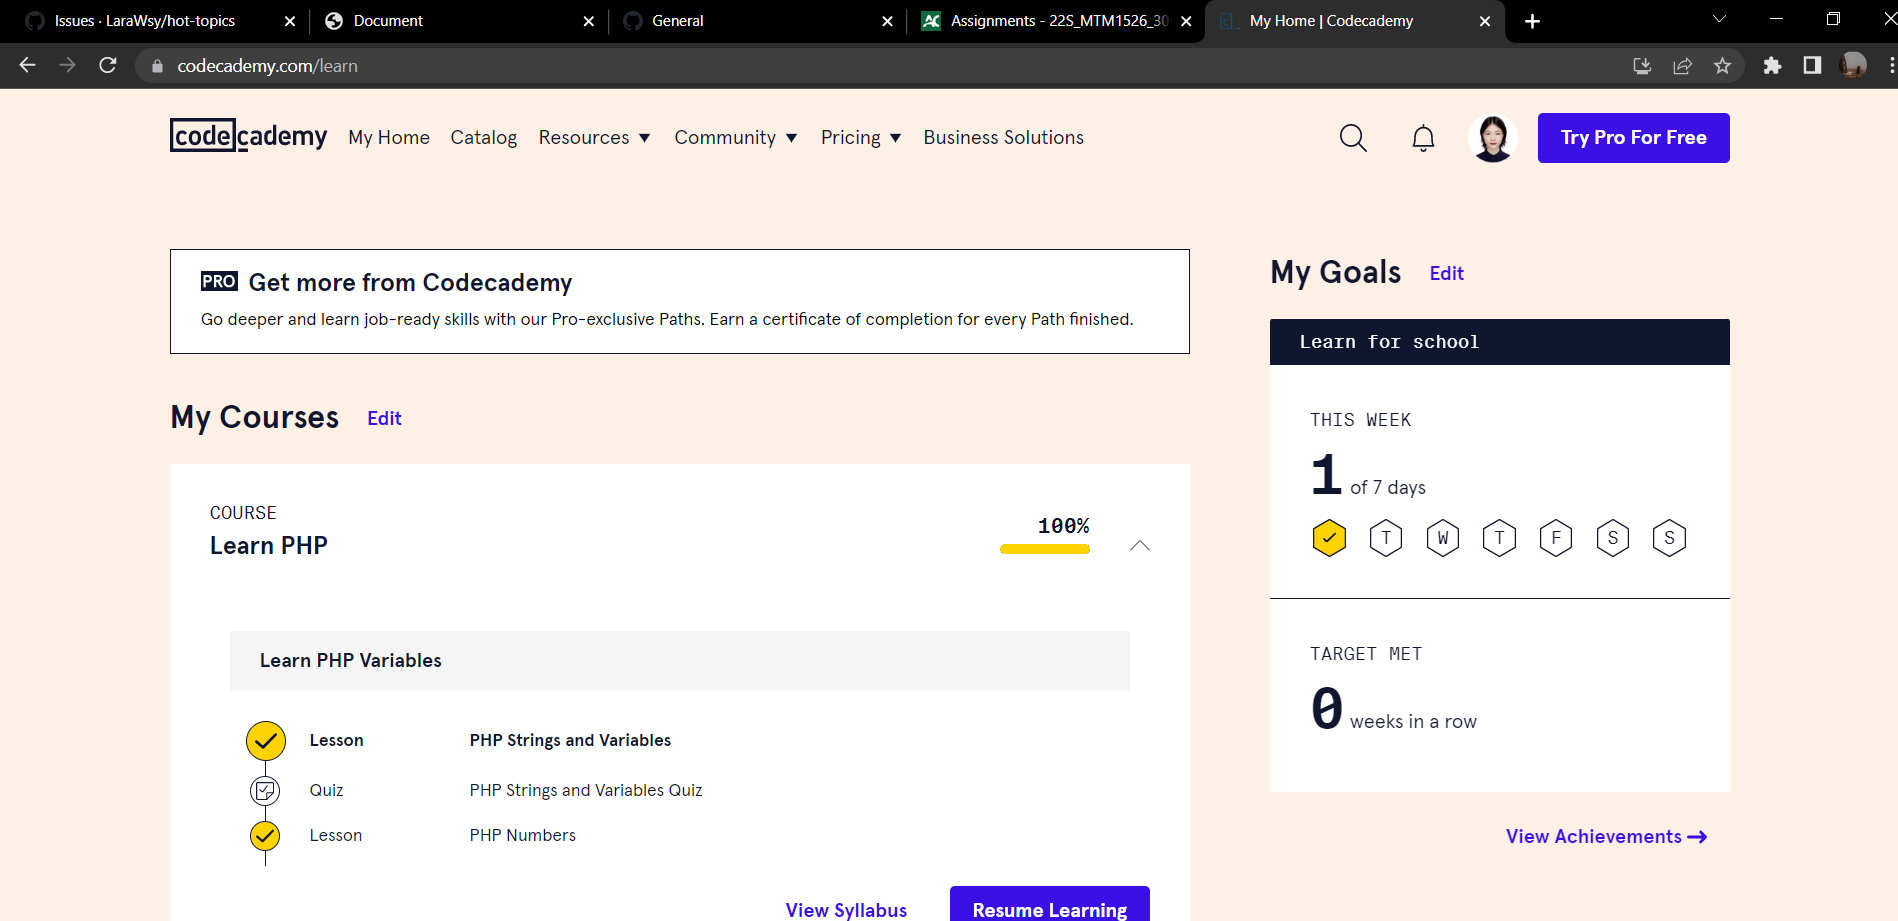 Issues · LaraWsy/hot-topics
Document
General
Assignments - 22S_MTM1526_30
My Home | Codecademy
codecademy.com/learn
codecademy
My Home
Catalog
Resources
Community
Pricing
Business Solutions
Try Pro For Free
PRO Get more from Codecademy
Go deeper and learn job-ready skills with our Pro-exclusive Paths. Earn a certificate of completion for every Path finished.
My Courses Edit
COURSE
Learn PHP
100%
Learn PHP Variables
Lesson PHP Strings and Variables
Quiz PHP Strings and Variables Quiz
Lesson PHP Numbers
View Syllabus
Resume Learning
My Goals Edit
Learn for school
THIS WEEK
1 of 7 days
T W T F S S
TARGET MET
0 weeks in a row
View Achievements